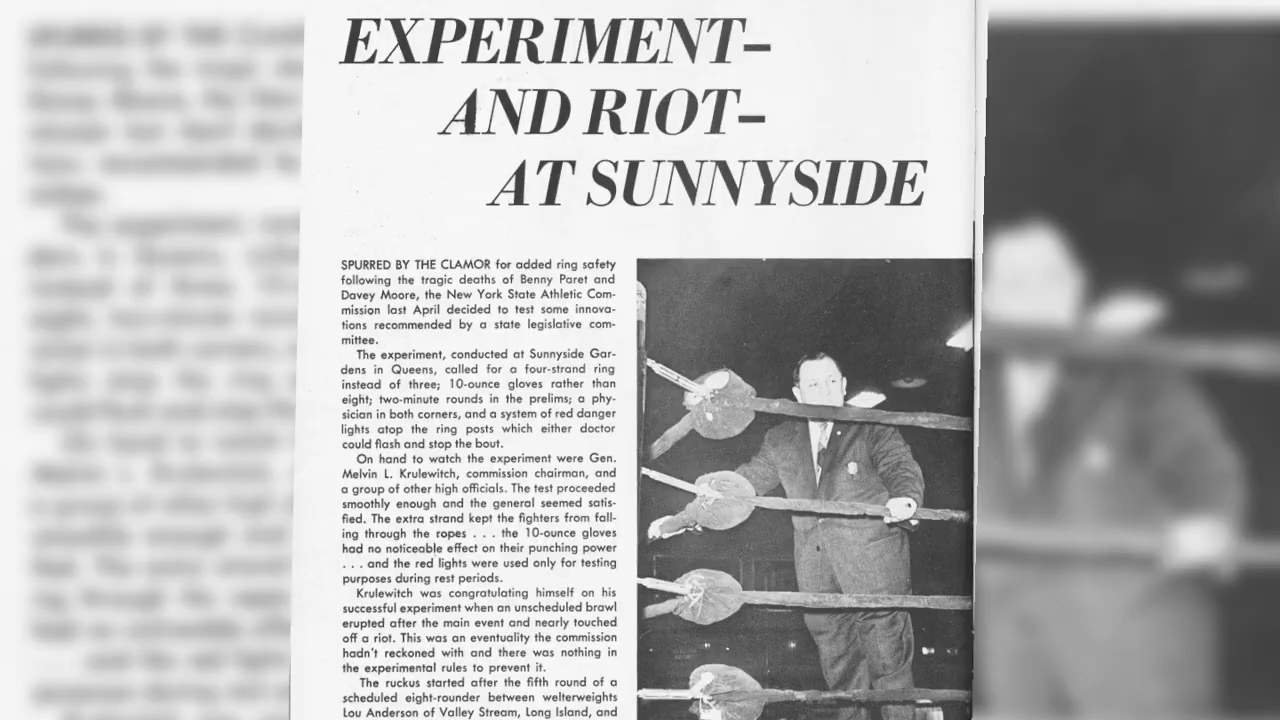 EXPERIMENT–
AND RIOT–
AT SUNNYSIDE
SPURRED BY THE CLAMOR for added ring safety
following the tragic deaths of Benny Paret and
Davey Moore, the New York State Athletic Com-
mission last April decided to test some innova-
tions recommended by a state legislative com-
mittee.
The experiment, conducted at Sunnyside Gar-
dens in Queens, called for a four-strand ring
instead of three; 10-ounce gloves rather than
eight; two-minute rounds in the prelims; a phy-
sician in both corners, and a system of red danger
lights atop the ring posts which either doctor
could flash and stop the bout.
On hand to watch the experiment were Gen.
Melvin L. Krulewitch, commission chairman, and
a group of other high officials. The test proceeded
smoothly enough and the general seemed satis-
fied. The extra strand kept the fighters from fall-
ing through the ropes . . . the 10-ounce gloves
had no noticeable effect on their punching power
. . . and the red lights were used only for testing
purposes during rest periods.
Krulewitch was congratulating himself on his
successful experiment when an unscheduled brawl
erupted after the main event and nearly touched
off a riot. This was an eventuality the commission
hadn't reckoned with and there was nothing in
the experimental rules to prevent it.
The ruckus started after the fifth round of a
scheduled eight-rounder between welterweights
Lou Anderson of Valley Stream, Long Island, and